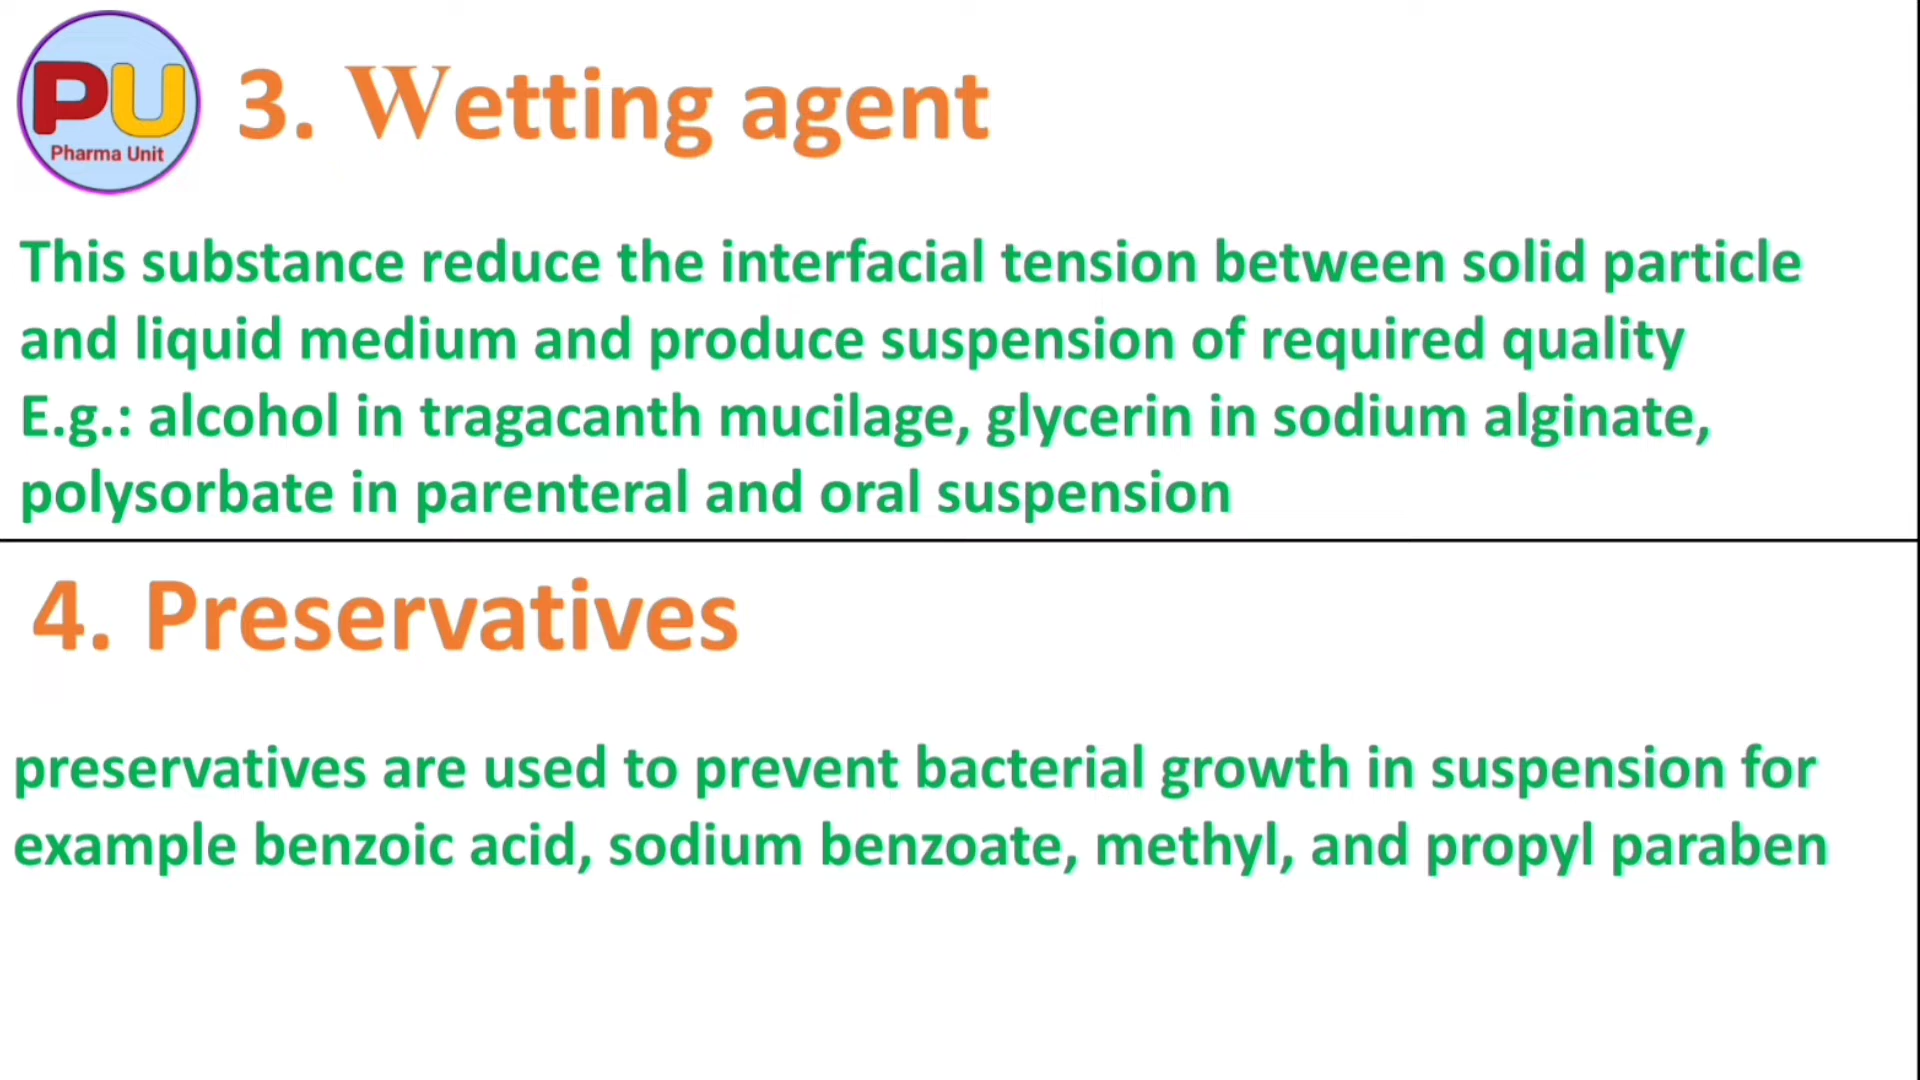 PU
Pharma Unit
3. Wetting agent
This substance reduce the interfacial tension between solid particle
and liquid medium and produce suspension of required quality
E.g.: alcohol in tragacanth mucilage, glycerin in sodium alginate,
polysorbate in parenteral and oral suspension
4. Preservatives
preservatives are used to prevent bacterial growth in suspension for
example benzoic acid, sodium benzoate, methyl, and propyl paraben